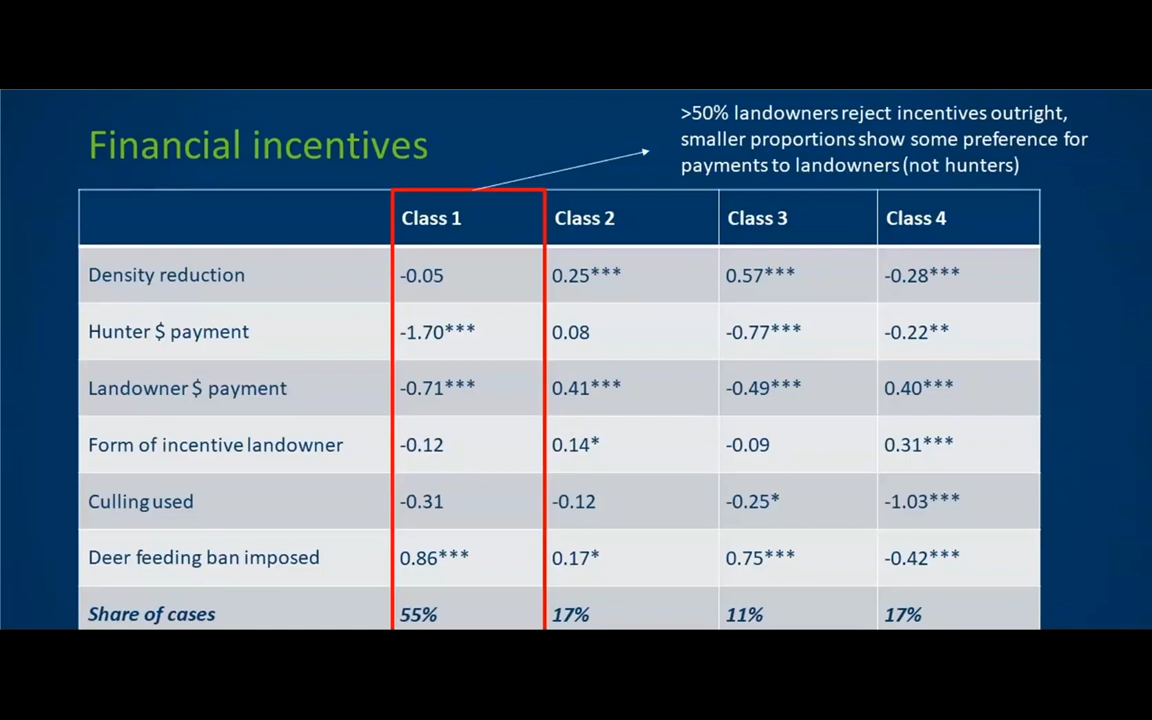 >50% landowners reject incentives outright,
smaller proportions show some preference for
payments to landowners (not hunters)
Financial incentives
Class 1 Class 2 Class 3 Class 4
Density reduction -0.05 0.25*** 0.57*** -0.28***
Hunter $ payment -1.70*** 0.08 -0.77*** -0.22**
Landowner $ payment -0.71*** 0.41*** -0.49*** 0.40***
Form of incentive landowner -0.12 0.14* -0.09 0.31***
Culling used -0.31 -0.12 -0.25* -1.03***
Deer feeding ban imposed 0.86*** 0.17* 0.75*** -0.42***
Share of cases 55% 17% 11% 17%